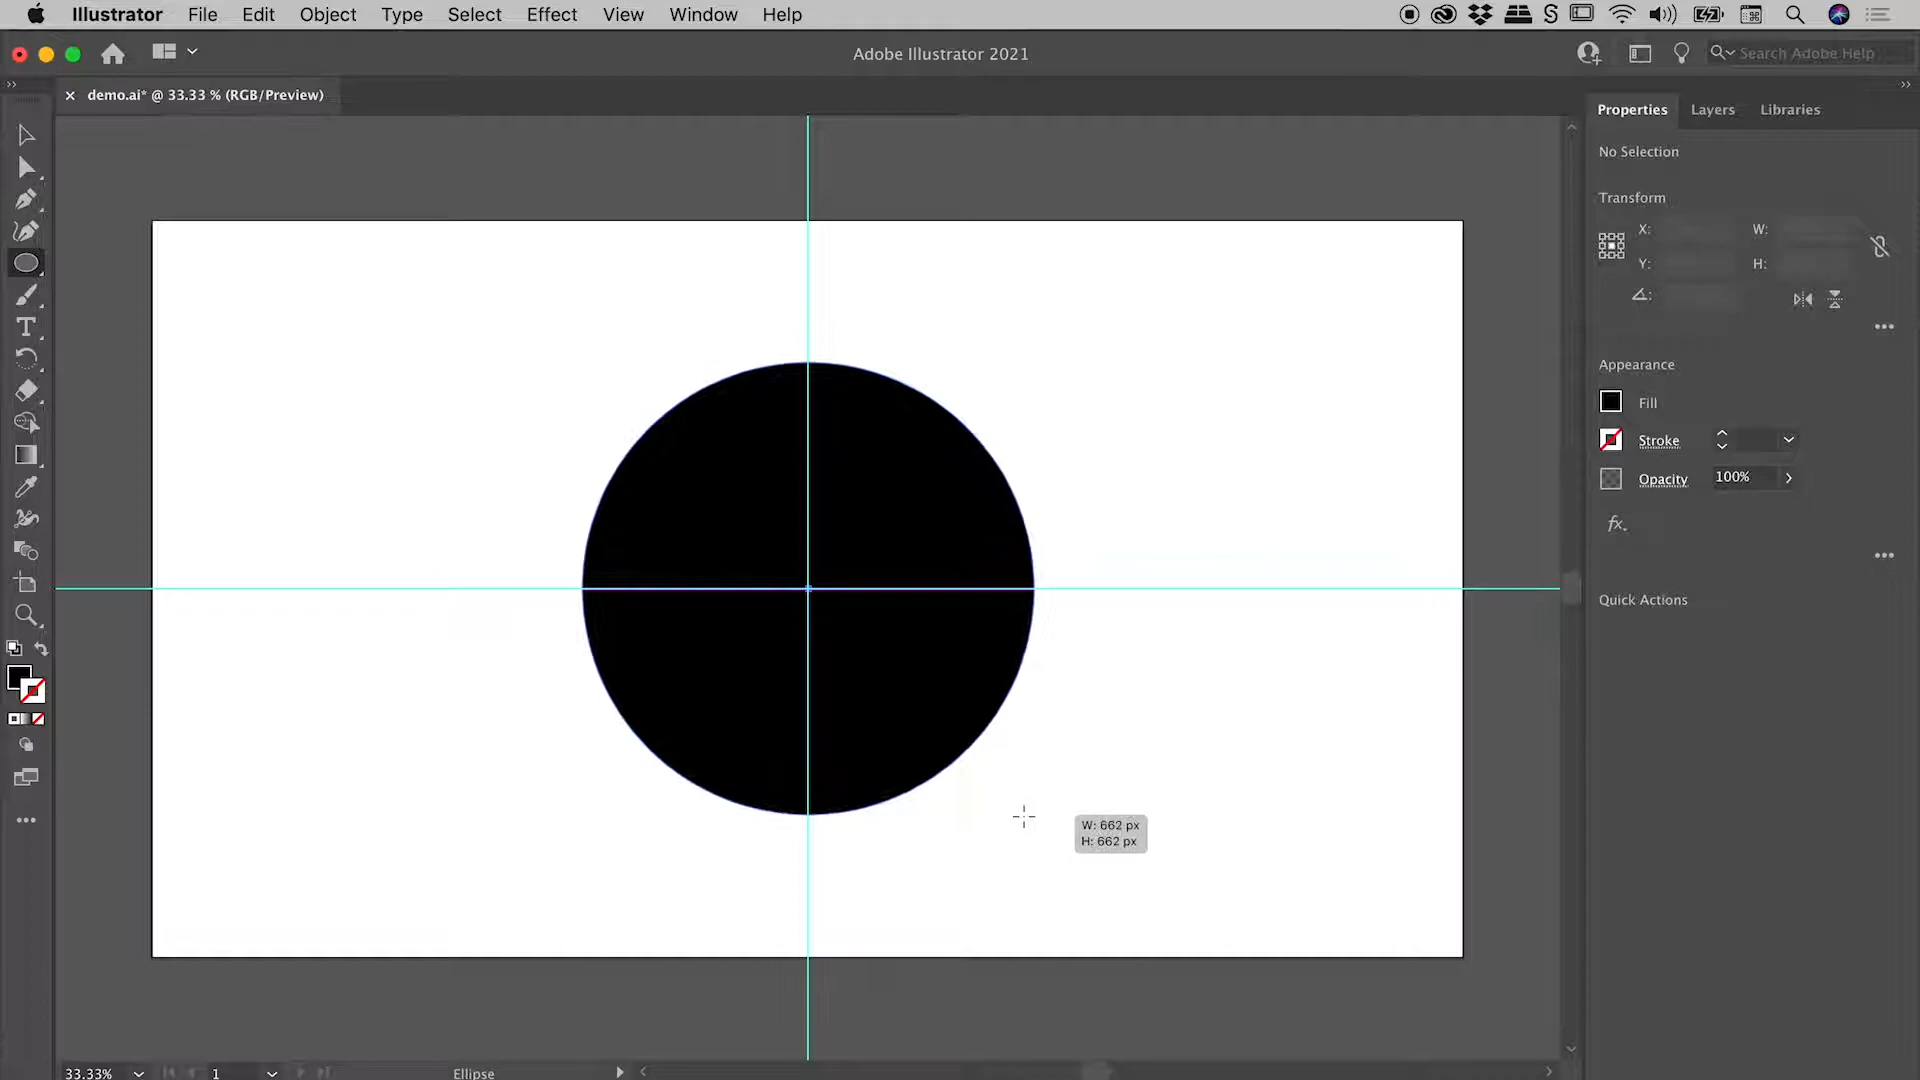 Illustrator File Edit Object Type Select Effect View Window Help
Adobe Illustrator 2021
Search Adobe Help
demo.ai* @ 33.33 % (RGB/Preview)
Properties Layers Libraries
No Selection
Transform
X: W:
Y: H:
Appearance
Fill
Stroke
Opacity 100%
fx.
Quick Actions
W: 662 px
H: 662 px
33.33% 1 Ellipse